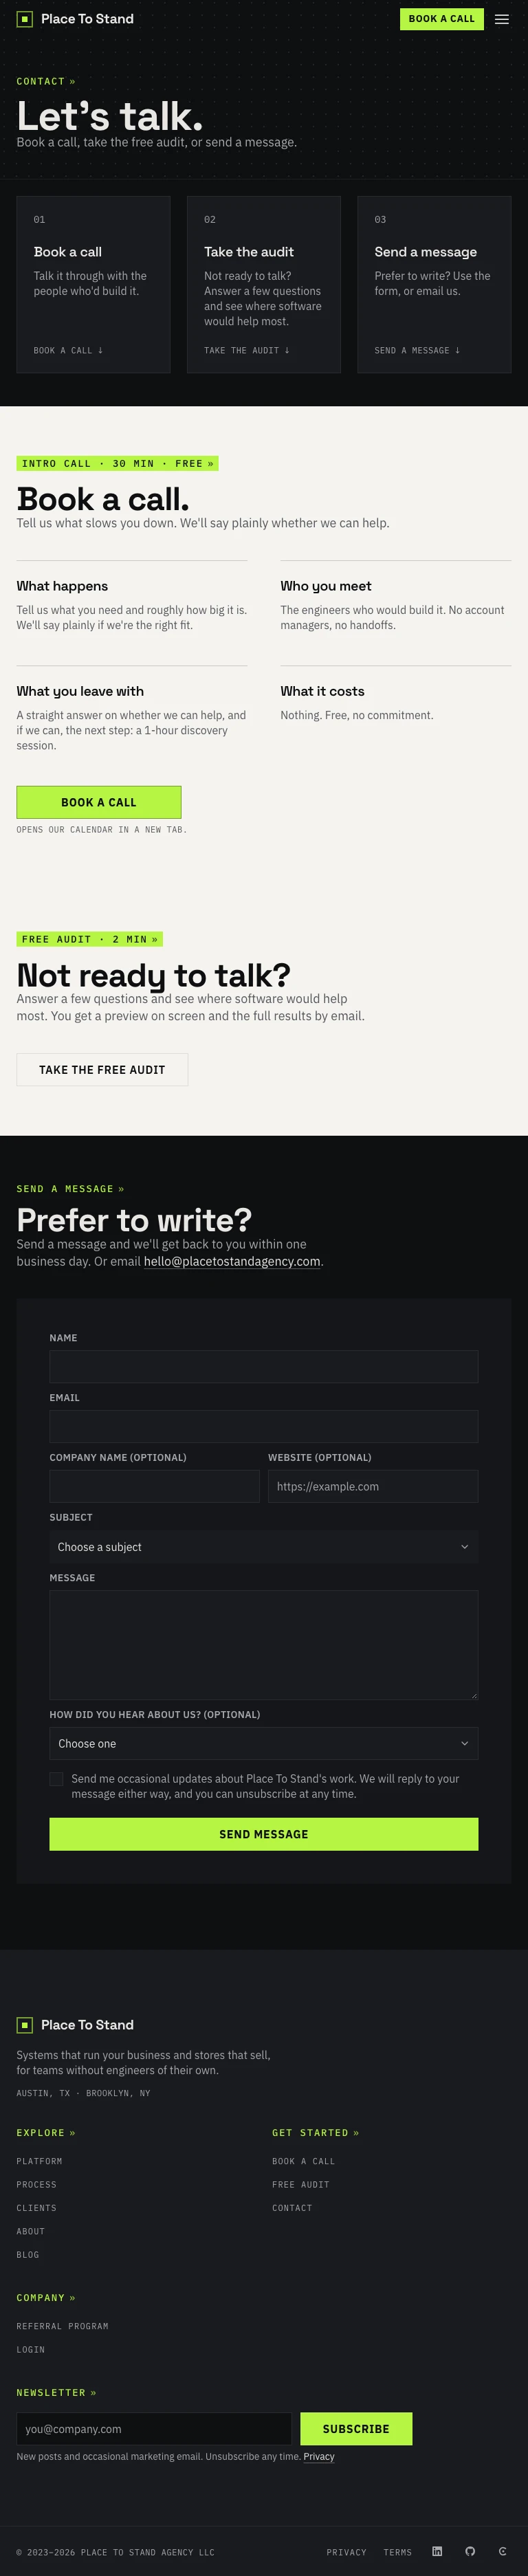 Place To Stand
BOOK A CALL
CONTACT »
Let's talk.
Book a call, take the free audit, or send a message.
01
Book a call
Talk it through with the
people who'd build it.
BOOK A CALL ↓
02
Take the audit
Not ready to talk?
Answer a few questions
and see where software
would help most.
TAKE THE AUDIT ↓
03
Send a message
Prefer to write? Use the
form, or email us.
SEND A MESSAGE ↓
INTRO CALL · 30 MIN · FREE »
Book a call.
Tell us what slows you down. We'll say plainly whether we can help.
What happens
Tell us what you need and roughly how big it is.
We'll say plainly if we're the right fit.
Who you meet
The engineers who would build it. No account
managers, no handoffs.
What you leave with
A straight answer on whether we can help, and
if we can, the next step: a 1-hour discovery
session.
What it costs
Nothing. Free, no commitment.
BOOK A CALL
OPENS OUR CALENDAR IN A NEW TAB.
FREE AUDIT · 2 MIN »
Not ready to talk?
Answer a few questions and see where software would help
most. You get a preview on screen and the full results by email.
TAKE THE FREE AUDIT
SEND A MESSAGE »
Prefer to write?
Send a message and we'll get back to you within one
business day. Or email hello@placetostandagency.com.
NAME
EMAIL
COMPANY NAME (OPTIONAL)
WEBSITE (OPTIONAL)
https://example.com
SUBJECT
Choose a subject
MESSAGE
HOW DID YOU HEAR ABOUT US? (OPTIONAL)
Choose one
Send me occasional updates about Place To Stand's work. We will reply to your
message either way, and you can unsubscribe at any time.
SEND MESSAGE
Place To Stand
Systems that run your business and stores that sell,
for teams without engineers of their own.
AUSTIN, TX · BROOKLYN, NY
EXPLORE »
PLATFORM
PROCESS
CLIENTS
ABOUT
BLOG
GET STARTED »
BOOK A CALL
FREE AUDIT
CONTACT
COMPANY »
REFERRAL PROGRAM
LOGIN
NEWSLETTER »
you@company.com
SUBSCRIBE
New posts and occasional marketing email. Unsubscribe any time. Privacy
© 2023–2026 PLACE TO STAND AGENCY LLC
PRIVACY
TERMS